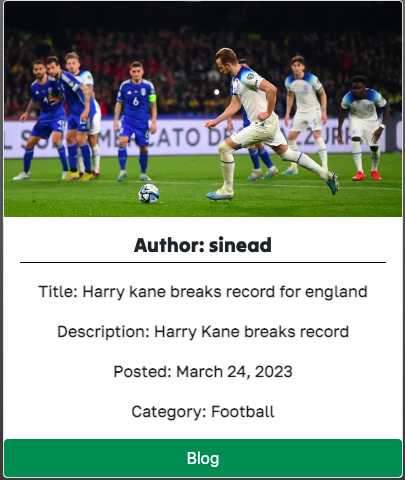 Author: sinead
Title: Harry kane breaks record for england
Description: Harry Kane breaks record
Posted: March 24, 2023
Category: Football
Blog